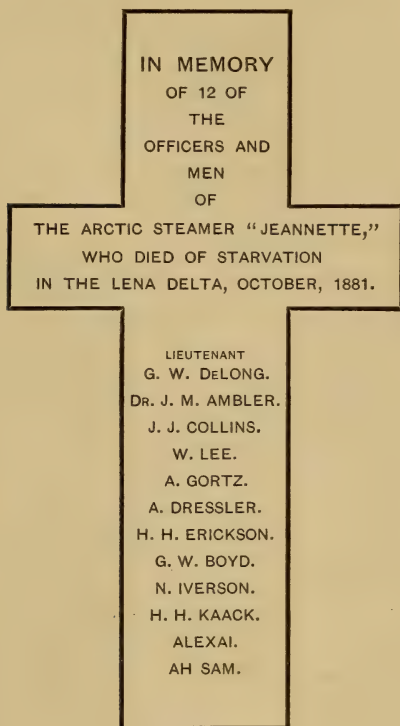 IN MEMORY
OF 12 OF
THE
OFFICERS AND
MEN
OF
THE ARCTIC STEAMER "JEANNETTE,"
WHO DIED OF STARVATION
IN THE LENA DELTA, OCTOBER, 1881.
LIEUTENANT
G. W. DELONG.
DR. J. M. AMBLER.
J. J. COLLINS.
W. LEE.
A. GORTZ.
A. DRESSLER.
H. H. ERICKSON.
G. W. BOYD.
N. IVERSON.
H. H. KAACK.
ALEXAI.
AH SAM.